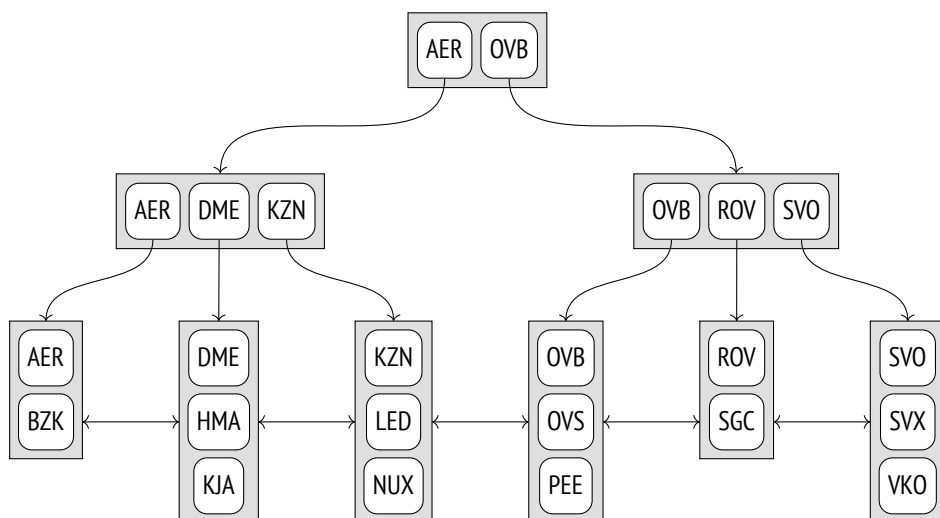 AER OVB
AER DME KZN OVB ROV SVO
AER DME KZN OVB ROV SVO
BZK HMA LED OVS SGC SVX
KJA NUX PEE VKO